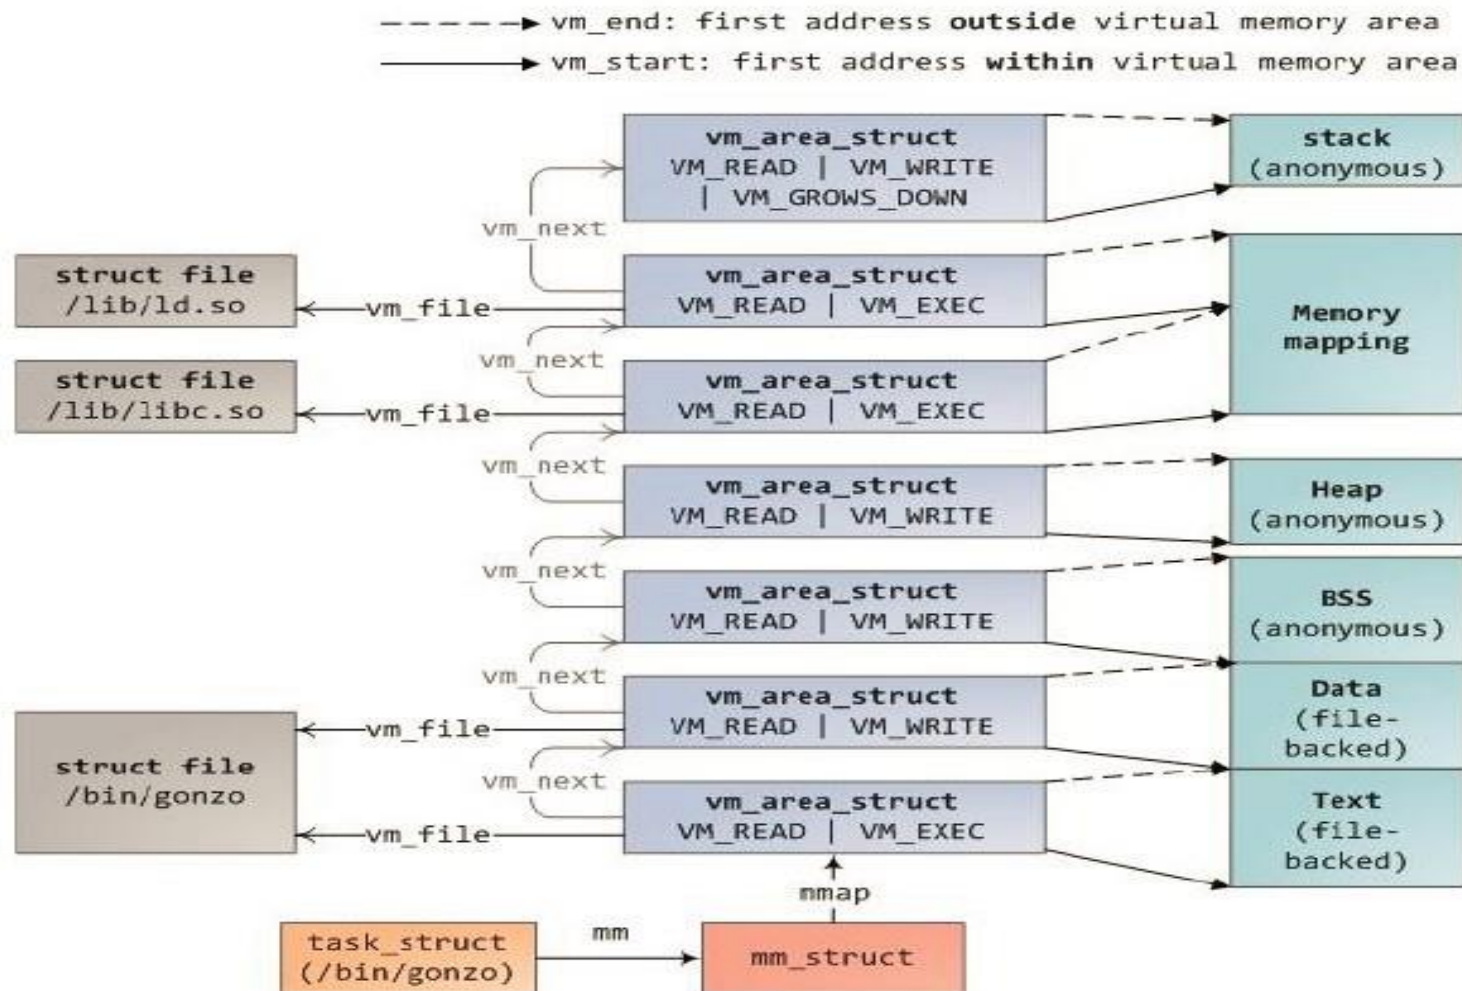 vm_end: first address outside virtual memory area
vm_start: first address within virtual memory area
vm_area_struct
VM_READ | VM_WRITE
| VM_GROWS_DOWN
stack
(anonymous)
vm_next
struct file
/lib/ld.so
vm_file
vm_area_struct
VM_READ | VM_EXEC
Memory
mapping
vm_next
struct file
/lib/libc.so
vm_file
vm_area_struct
VM_READ | VM_EXEC
vm_next
vm_area_struct
VM_READ | VM_WRITE
Heap
(anonymous)
vm_next
vm_area_struct
VM_READ | VM_WRITE
BSS
(anonymous)
vm_next
vm_file
vm_area_struct
VM_READ | VM_WRITE
Data
(file-
backed)
struct file
/bin/gonzo
vm_next
vm_file
vm_area_struct
VM_READ | VM_EXEC
Text
(file-
backed)
mmap
task_struct
(/bin/gonzo)
mm
mm_struct